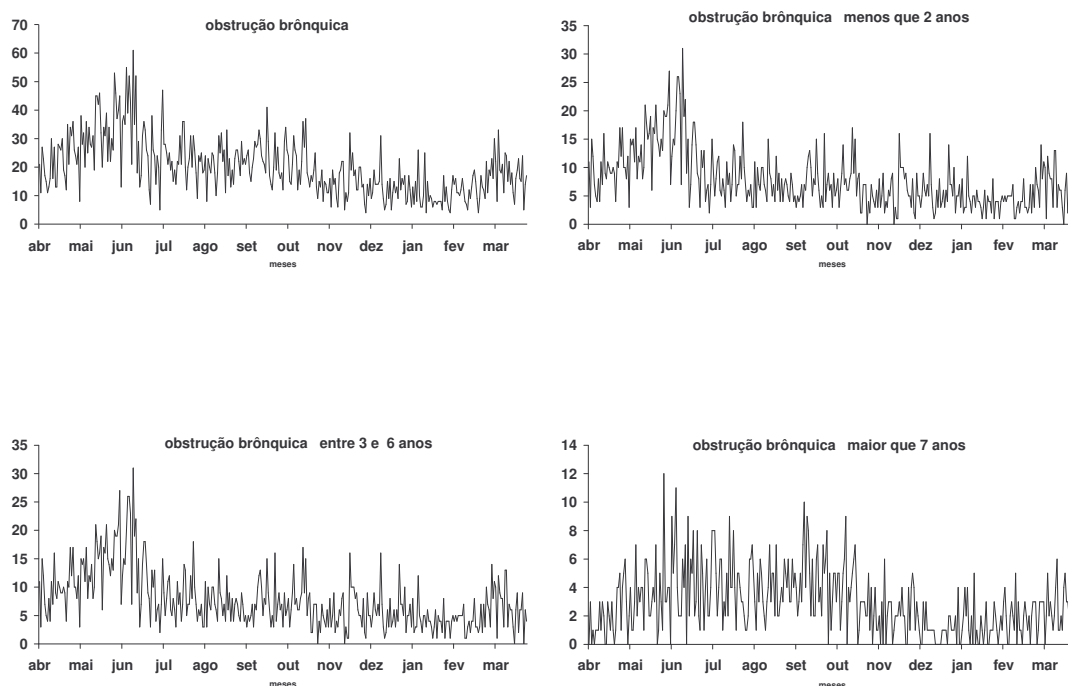 obstrução brônquica
70
60
50
40
30
20
10
0
abr mai jun jul ago set out nov dez jan fev mar
meses
obstrução brônquica menos que 2 anos
35
30
25
20
15
10
5
0
abr mai jun jul ago set out nov dez jan fev mar
meses
obstrução brônquica entre 3 e 6 anos
35
30
25
20
15
10
5
0
abr mai jun jul ago set out nov dez jan fev mar
meses
obstrução brônquica maior que 7 anos
14
12
10
8
6
4
2
0
abr mai jun jul ago set out nov dez jan fev mar
meses